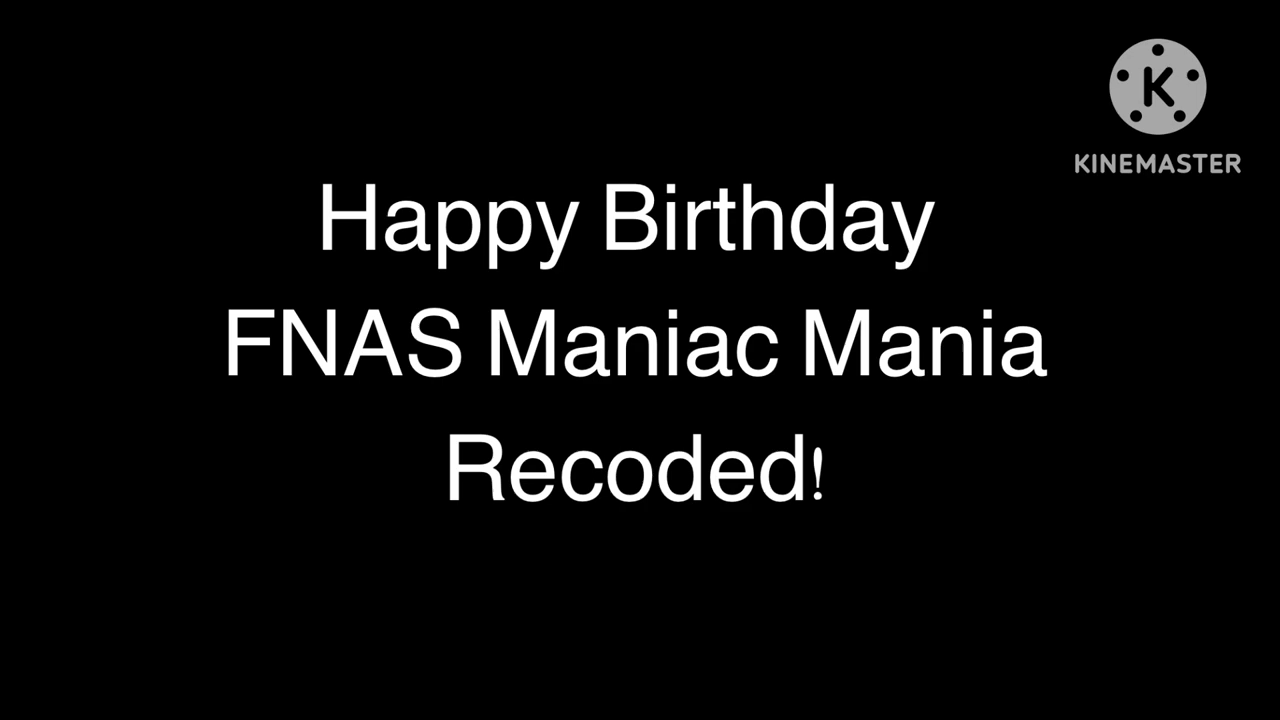 K
KINEMASTER
Happy Birthday
FNAS Maniac Mania
Recoded!